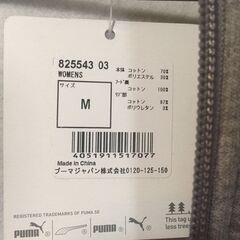 825543 03
WOMENS
サイズ
M
本体 コットン 70%
ポリエステル 30%
フード裏
コットン 100%
リブ部
コットン 97%
ポリウレタン 3%
Made in China
4051911517077
プーマジャパン株式会社0120-125-150
REGISTERED TRADEMARKS OF PUMA SE
PUMA
PUMA
This tag u
less trees